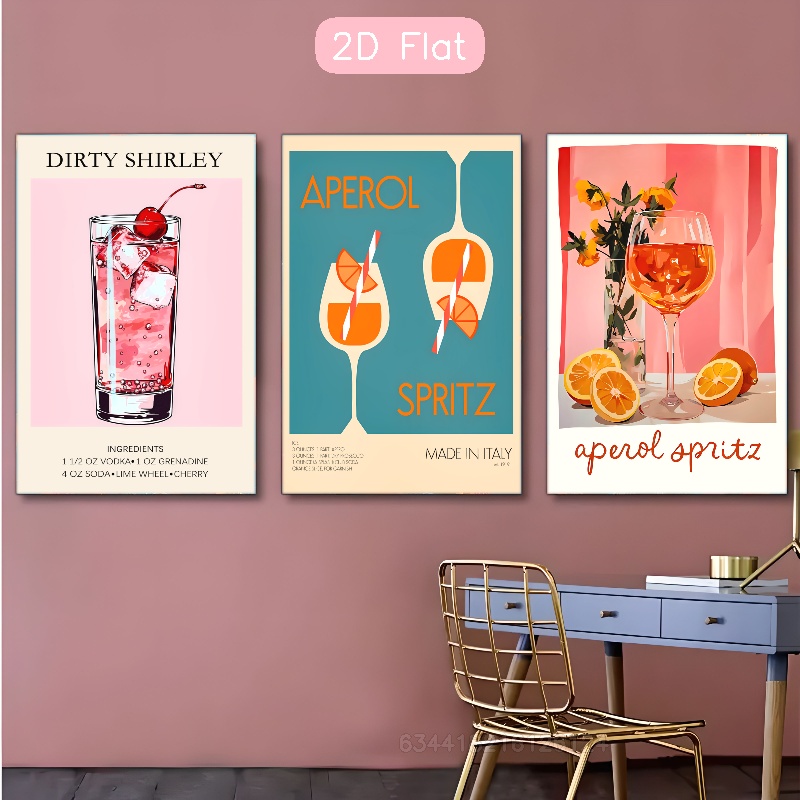 2D Flat
DIRTY SHIRLEY
INGREDIENTS
1 1/2 OZ VODKA•1 OZ GRENADINE
4 OZ SODA•LIME WHEEL•CHERRY
APEROL
SPRITZ
MADE IN ITALY
aperol spritz